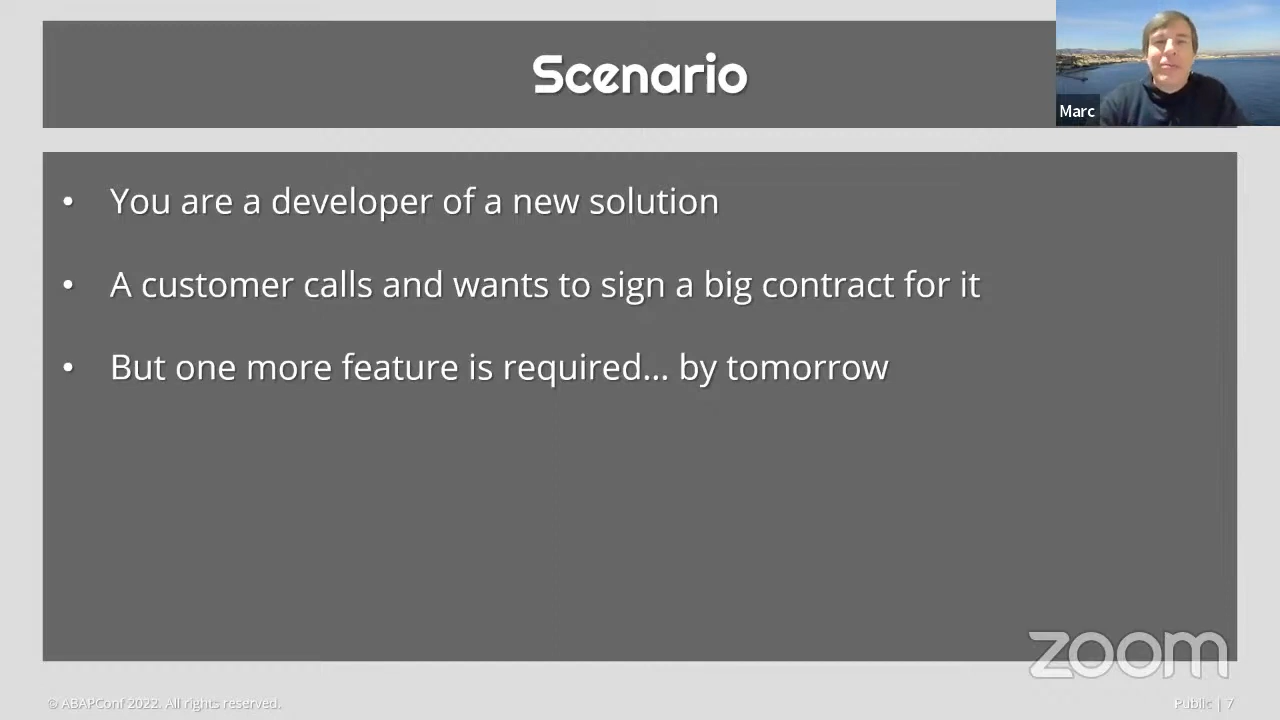 Scenario
Marc
• You are a developer of a new solution
• A customer calls and wants to sign a big contract for it
• But one more feature is required... by tomorrow
zoom
© ABAPConf 2022. All rights reserved.
Public | 7